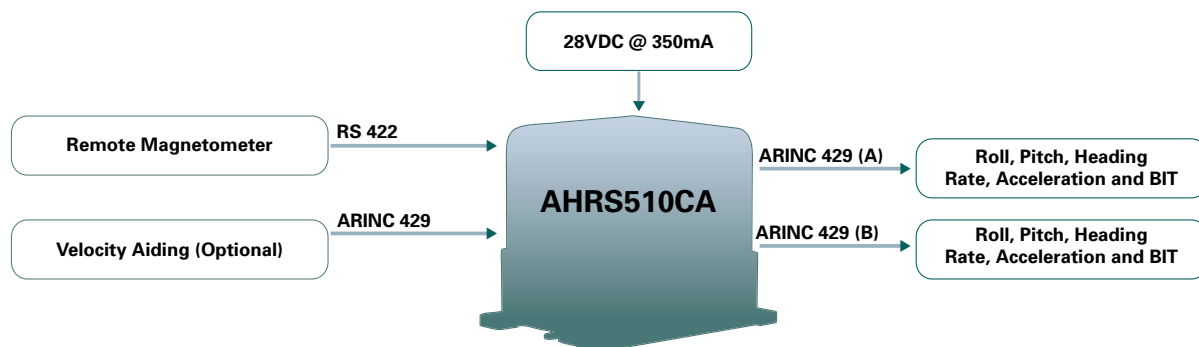 28VDC @ 350mA
Remote Magnetometer
RS 422
Velocity Aiding (Optional)
ARINC 429
AHRS510CA
ARINC 429 (A)
Roll, Pitch, Heading
Rate, Acceleration and BIT
ARINC 429 (B)
Roll, Pitch, Heading
Rate, Acceleration and BIT